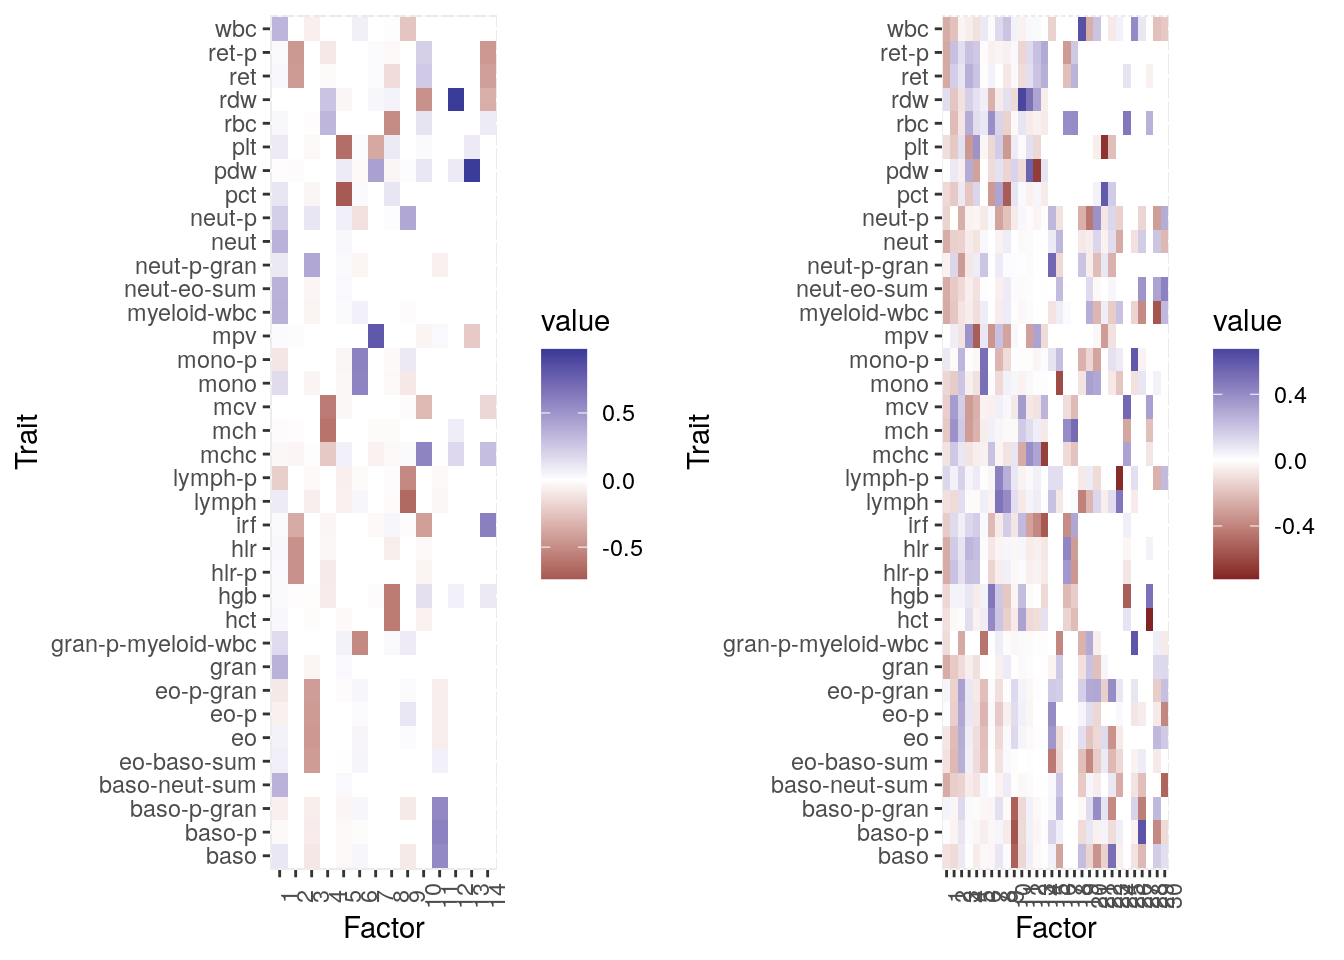 wbc
ret-p
ret
rdw
rbc
plt
pdw
pct
neut-p
neut
neut-p-gran
neut-eo-sum
myeloid-wbc
mpv
mono-p
mono
mcv
mch
mchc
lymph-p
lymph
irf
hlr
hlr-p
hgb
hct
gran-p-myeloid-wbc
gran
eo-p-gran
eo-p
eo
eo-baso-sum
baso-neut-sum
baso-p-gran
baso-p
baso
Trait
1
2
3
4
5
6
7
8
9
10
11
12
13
14
Factor
value
0.5
0.0
-0.5
wbc
ret-p
ret
rdw
rbc
plt
pdw
pct
neut-p
neut
neut-p-gran
neut-eo-sum
myeloid-wbc
mpv
mono-p
mono
mcv
mch
mchc
lymph-p
lymph
irf
hlr
hlr-p
hgb
hct
gran-p-myeloid-wbc
gran
eo-p-gran
eo-p
eo
eo-baso-sum
baso-neut-sum
baso-p-gran
baso-p
baso
Trait
Factor
value
0.4
0.0
-0.4